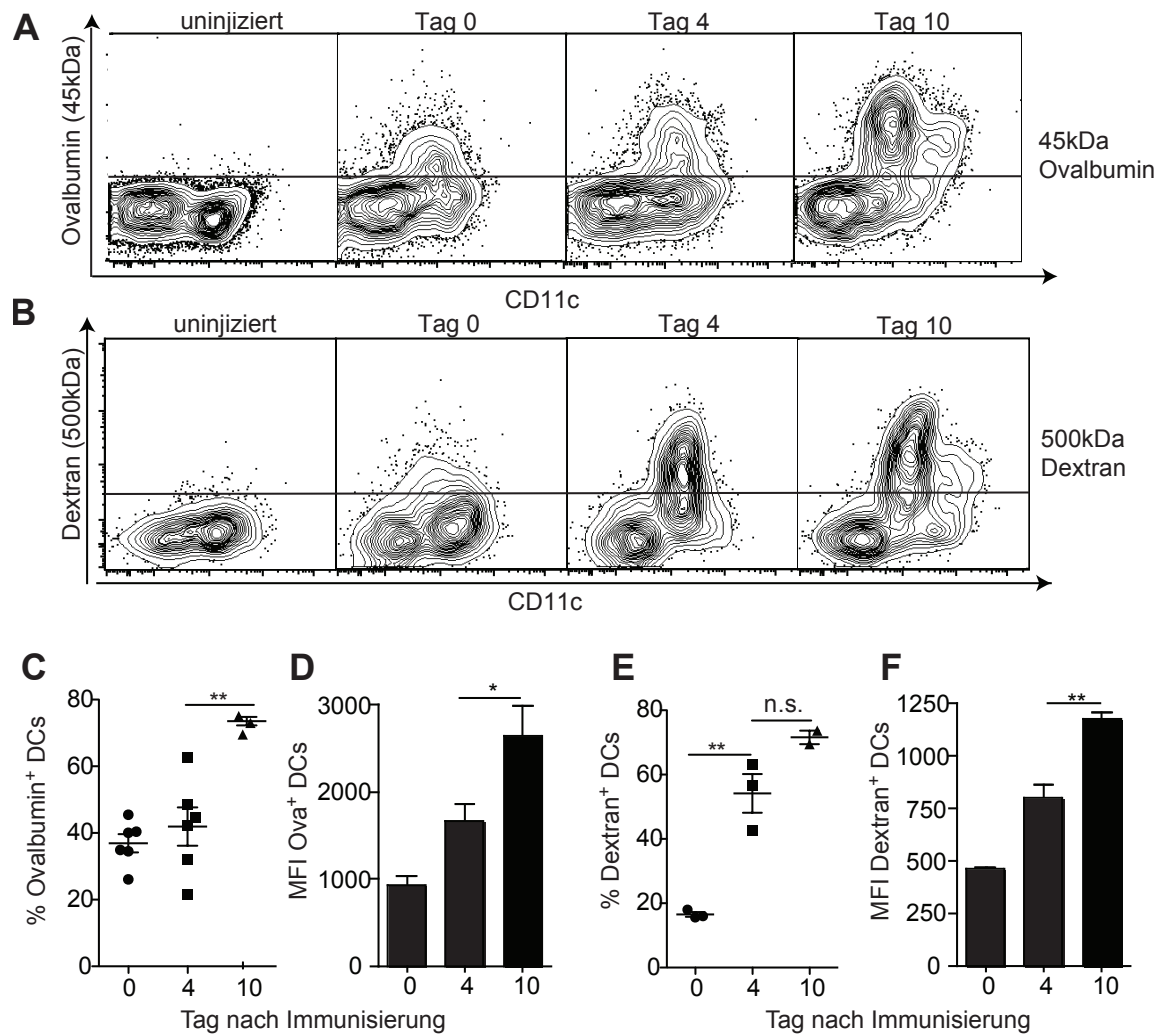 A
uninjiziert Tag 0 Tag 4 Tag 10
Ovalbumin (45kDa)
45kDa
Ovalbumin
CD11c
B
uninjiziert Tag 0 Tag 4 Tag 10
Dextran (500kDa)
500kDa
Dextran
CD11c
C
% Ovalbumin⁺ DCs
80
60
40
20
0
**
0 4 10
D
MFI Ova⁺ DCs
3000
2000
1000
0
*
0 4 10
E
% Dextran⁺ DCs
80
60
40
20
0
**
n.s.
0 4 10
F
MFI Dextran⁺ DCs
1250
1000
750
500
250
0
**
0 4 10
Tag nach Immunisierung
Tag nach Immunisierung